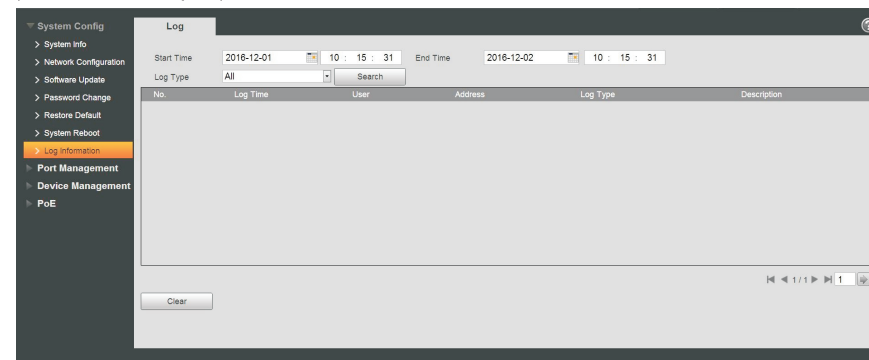 System Config
Log
System Info
Network Configuration
Software Update
Password Change
Restore Default
System Reboot
Log Information
Port Management
Device Management
PoE
Start Time 2016-12-01 10 : 15 : 31 End Time 2016-12-02 10 : 15 : 31
Log Type All Search
No. Log Time User Address Log Type Description
1 / 1 1
Clear